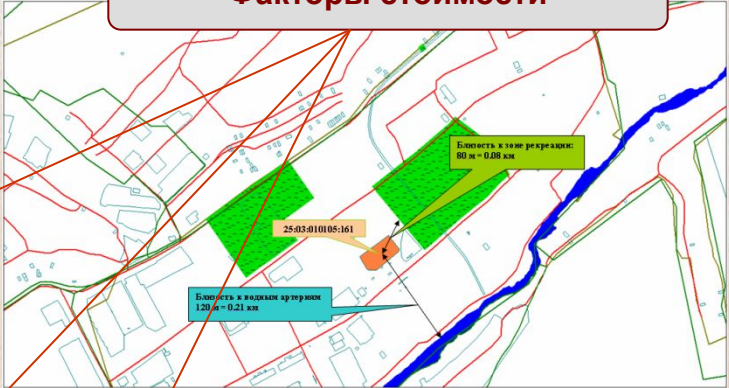 Факторы стоимости
Близость к зоне рекреации:
80 м = 0.08 км
25:03:010105:161
Близость к водным артериям
120 м = 0.21 км